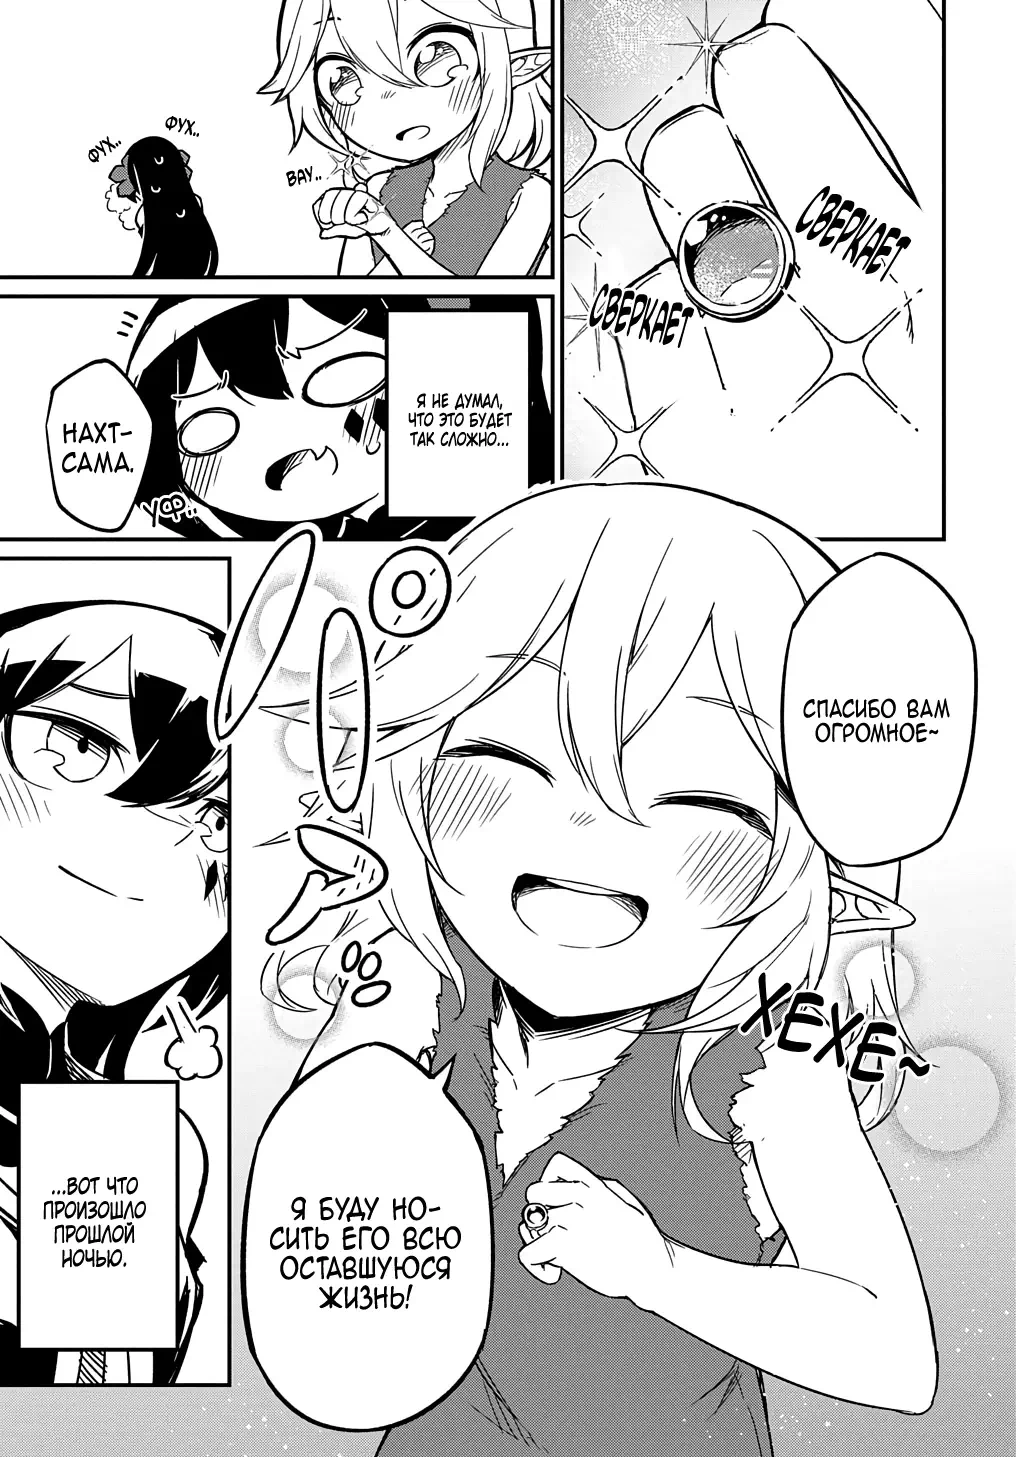 СВЕРКАЕТ
СВЕРКАЕТ
ВАУ..
ФУХ..
ФУХ..
Я НЕ ДУМАЛ,
ЧТО ЭТО БУДЕТ
ТАК СЛОЖНО...
УФ..
НАХТ-
САМА.
СПАСИБО ВАМ
ОГРОМНОЕ~
ХЕХЕ~
Я БУДУ НО-
СИТЬ ЕГО ВСЮ
ОСТАВШУЮСЯ
ЖИЗНЬ!
...ВОТ ЧТО
ПРОИЗОШЛО
ПРОШЛОЙ
НОЧЬЮ.